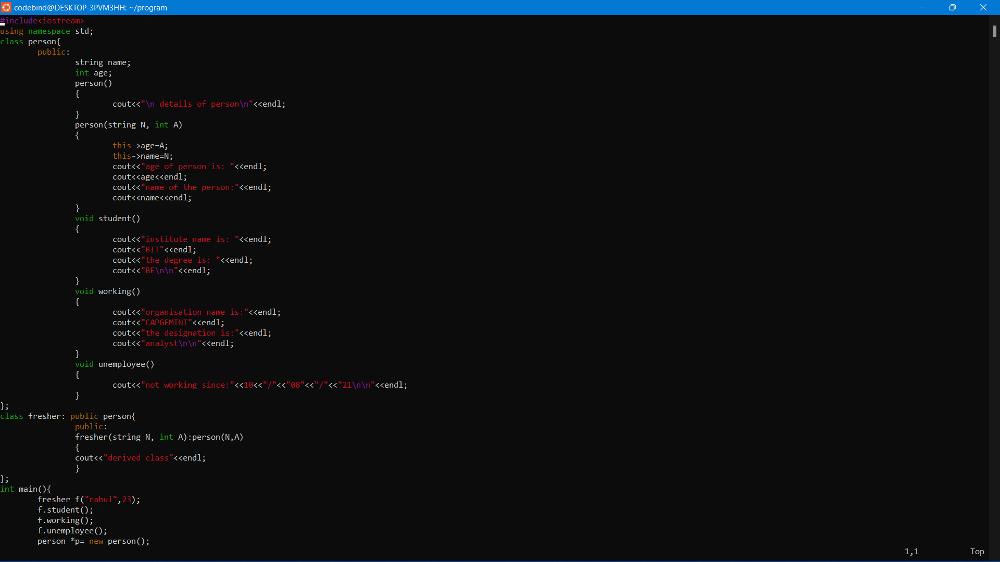 codebind@DESKTOP-3PVM3HH: ~/program
#include<iostream>
using namespace std;
class person{
        public:
                string name;
                int age;
                person()
                {
                        cout<<"\n details of person\n"<<endl;
                }
                person(string N, int A)
                {
                        this->age=A;
                        this->name=N;
                        cout<<"age of person is: "<<endl;
                        cout<<age<<endl;
                        cout<<"name of the person:"<<endl;
                        cout<<name<<endl;
                }
                void student()
                {
                        cout<<"institute name is: "<<endl;
                        cout<<"BIT"<<endl;
                        cout<<"the degree is: "<<endl;
                        cout<<"BE\n\n"<<endl;
                }
                void working()
                {
                        cout<<"organisation name is:"<<endl;
                        cout<<"CAPGEMINI"<<endl;
                        cout<<"the designation is:"<<endl;
                        cout<<"analyst\n\n"<<endl;
                }
                void unemployee()
                {
                        cout<<"not working since:"<<10<<"/"<<"08"<<"/"<<"21\n\n"<<endl;
                }
};
class fresher: public person{
                public:
                fresher(string N, int A):person(N,A)
                {
                cout<<"derived class"<<endl;
                }
};
int main(){
        fresher f("rahul",23);
        f.student();
        f.working();
        f.unemployee();
        person *p= new person();
1,1 Top